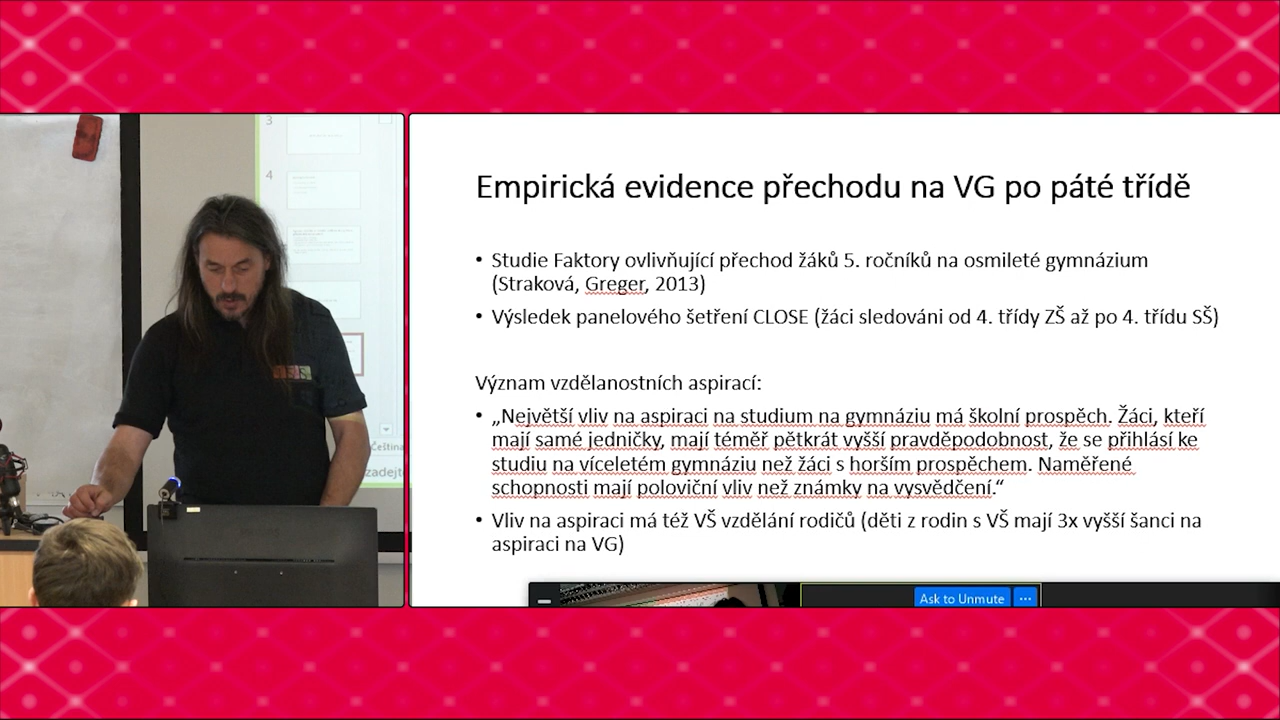 3
4
Čeština
zadejte
Empirická evidence přechodu na VG po páté třídě
• Studie Faktory ovlivňující přechod žáků 5. ročníků na osmileté gymnázium
(Straková, Greger, 2013)
• Výsledek panelového šetření CLOSE (žáci sledováni od 4. třídy ZŠ až po 4. třídu SŠ)
Význam vzdělanostních aspirací:
• „Největší vliv na aspiraci na studium na gymnáziu má školní prospěch. Žáci, kteří
mají samé jedničky, mají téměř pětkrát vyšší pravděpodobnost, že se přihlásí ke
studiu na víceletém gymnáziu než žáci s horším prospěchem. Naměřené
schopnosti mají poloviční vliv než známky na vysvědčení.“
• Vliv na aspiraci má též VŠ vzdělání rodičů (děti z rodin s VŠ mají 3x vyšší šanci na
aspiraci na VG)
Ask to Unmute